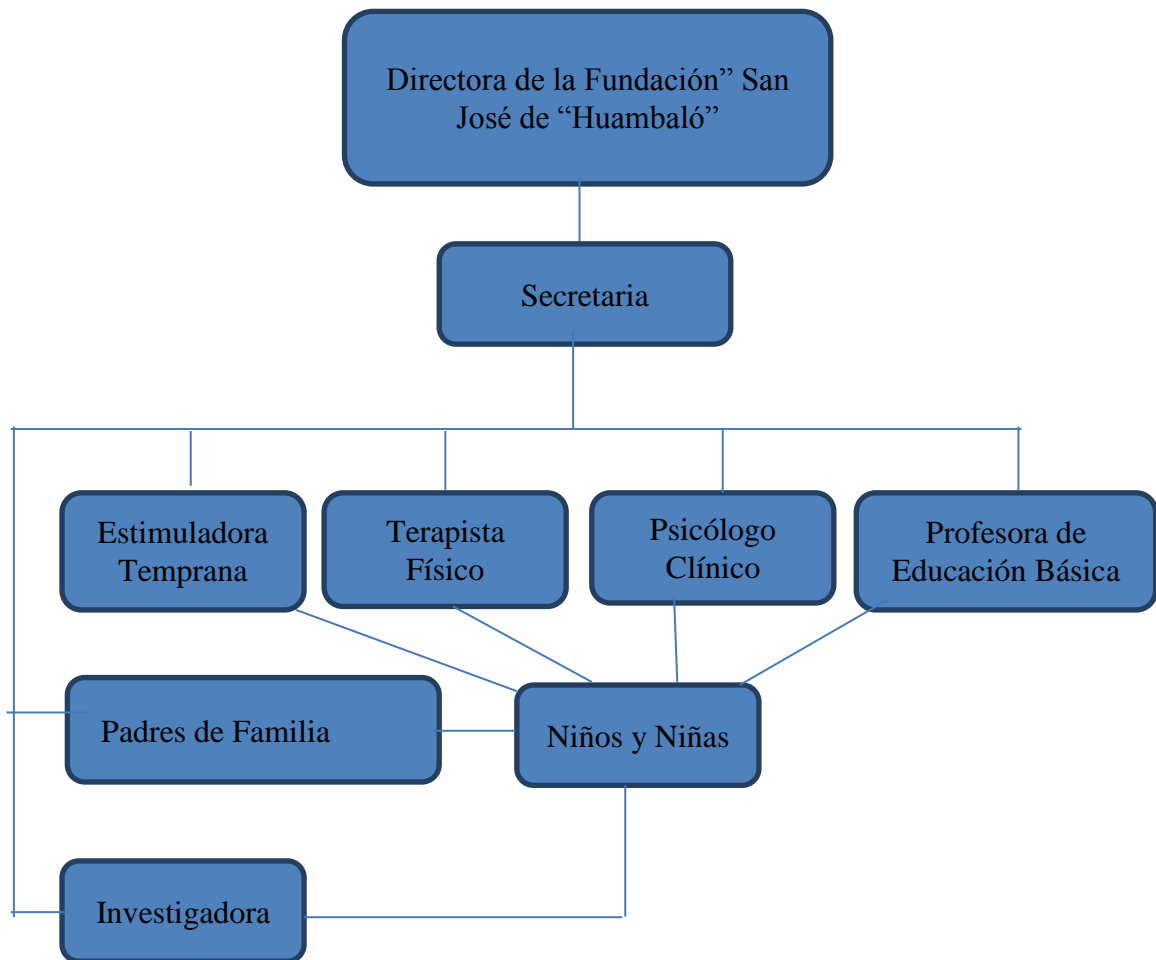 Directora de la Fundación” San
José de “Huambaló”
Secretaria
Estimuladora
Temprana
Terapista
Físico
Psicólogo
Clínico
Profesora de
Educación Básica
Padres de Familia
Niños y Niñas
Investigadora